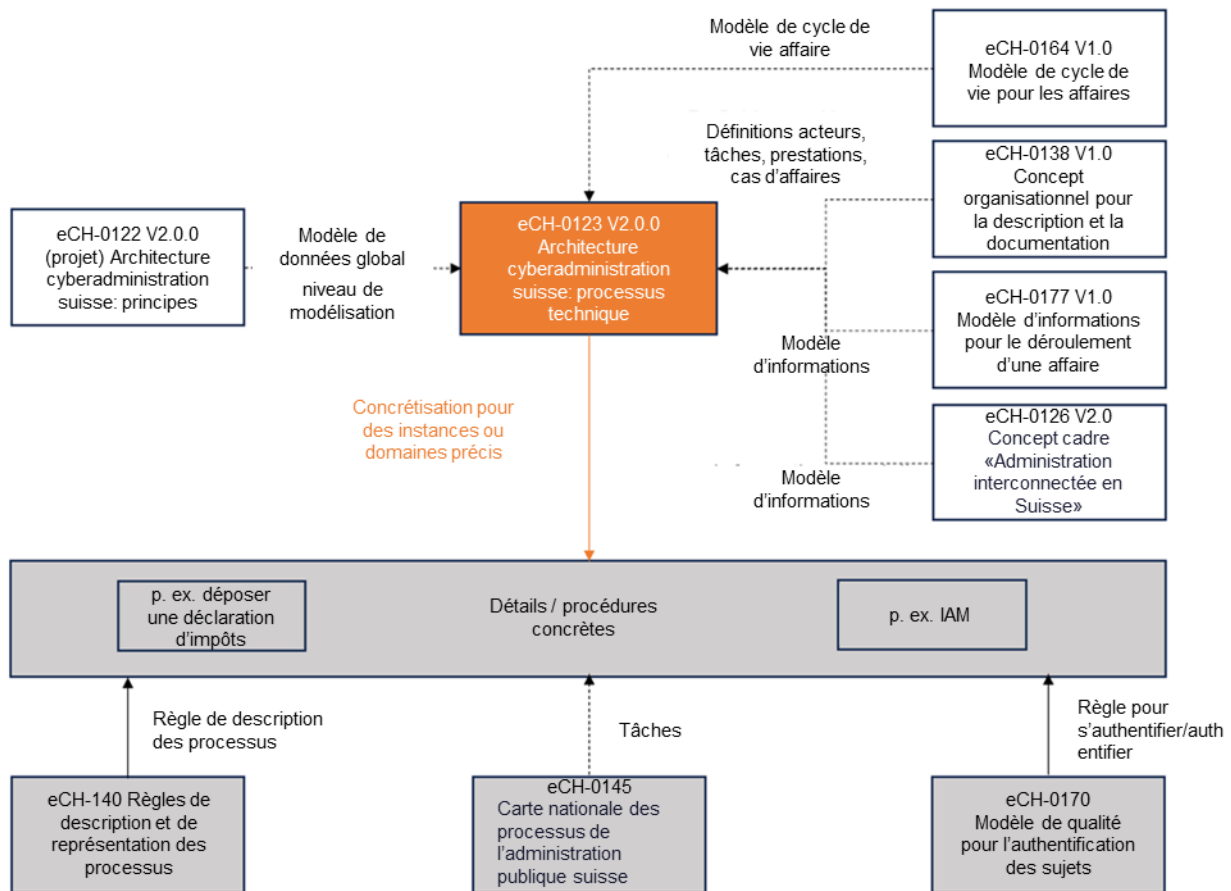 Modèle de cycle de
vie affaire
eCH-0164 V1.0
Modèle de cycle de
vie pour les affaires
Définitions acteurs,
tâches, prestations,
cas d’affaires
eCH-0138 V1.0
Concept
organisationnel pour
la description et la
documentation
eCH-0122 V2.0.0
(projet) Architecture
cyberadministration
suisse: principes
Modèle de
données global
niveau de
modélisation
eCH-0123 V2.0.0
Architecture
cyberadministration
suisse: processus
technique
eCH-0177 V1.0
Modèle d’informations
pour le déroulement
d’une affaire
Modèle
d’informations
Concrétisation pour
des instances ou
domaines précis
eCH-0126 V2.0
Concept cadre
«Administration
interconnectée en
Suisse»
Modèle
d’informations
p. ex. déposer
une déclaration
d’impôts
Détails / procédures
concrètes
p. ex. IAM
Règle de description
des processus
Tâches
Règle pour
s’authentifier/auth
entifier
eCH-140 Règles de
description et de
représentation des
processus
eCH-0145
Carte nationale des
processus de
l’administration
publique suisse
eCH-0170
Modèle de qualité
pour l’authentification
des sujets